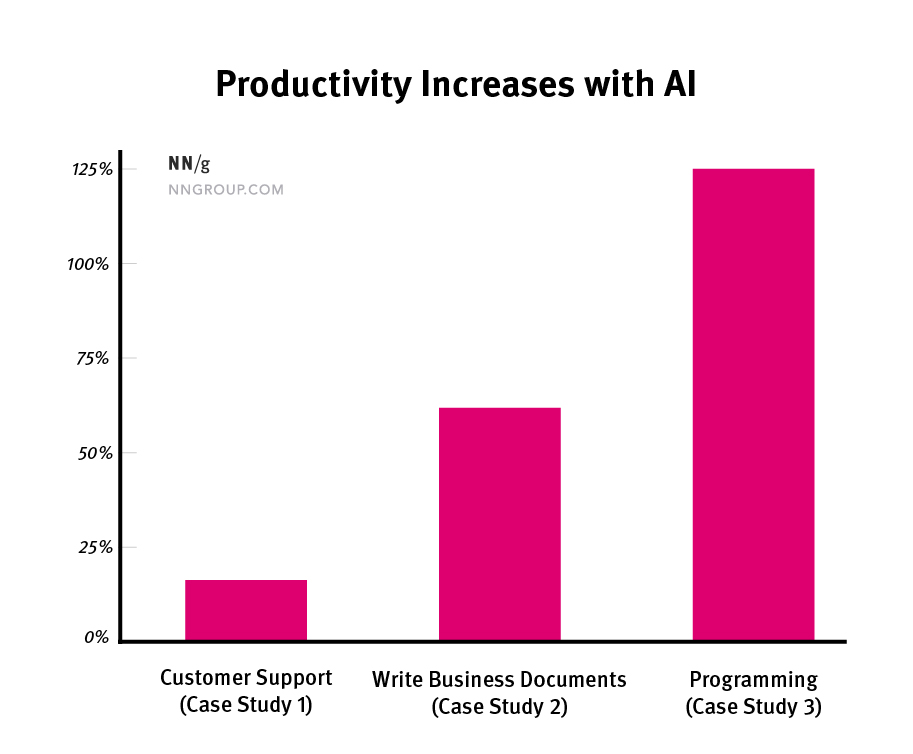 Productivity Increases with AI
NN/g
NNGROUP.COM
125%
100%
75%
50%
25%
0%
Customer Support
(Case Study 1)
Write Business Documents
(Case Study 2)
Programming
(Case Study 3)